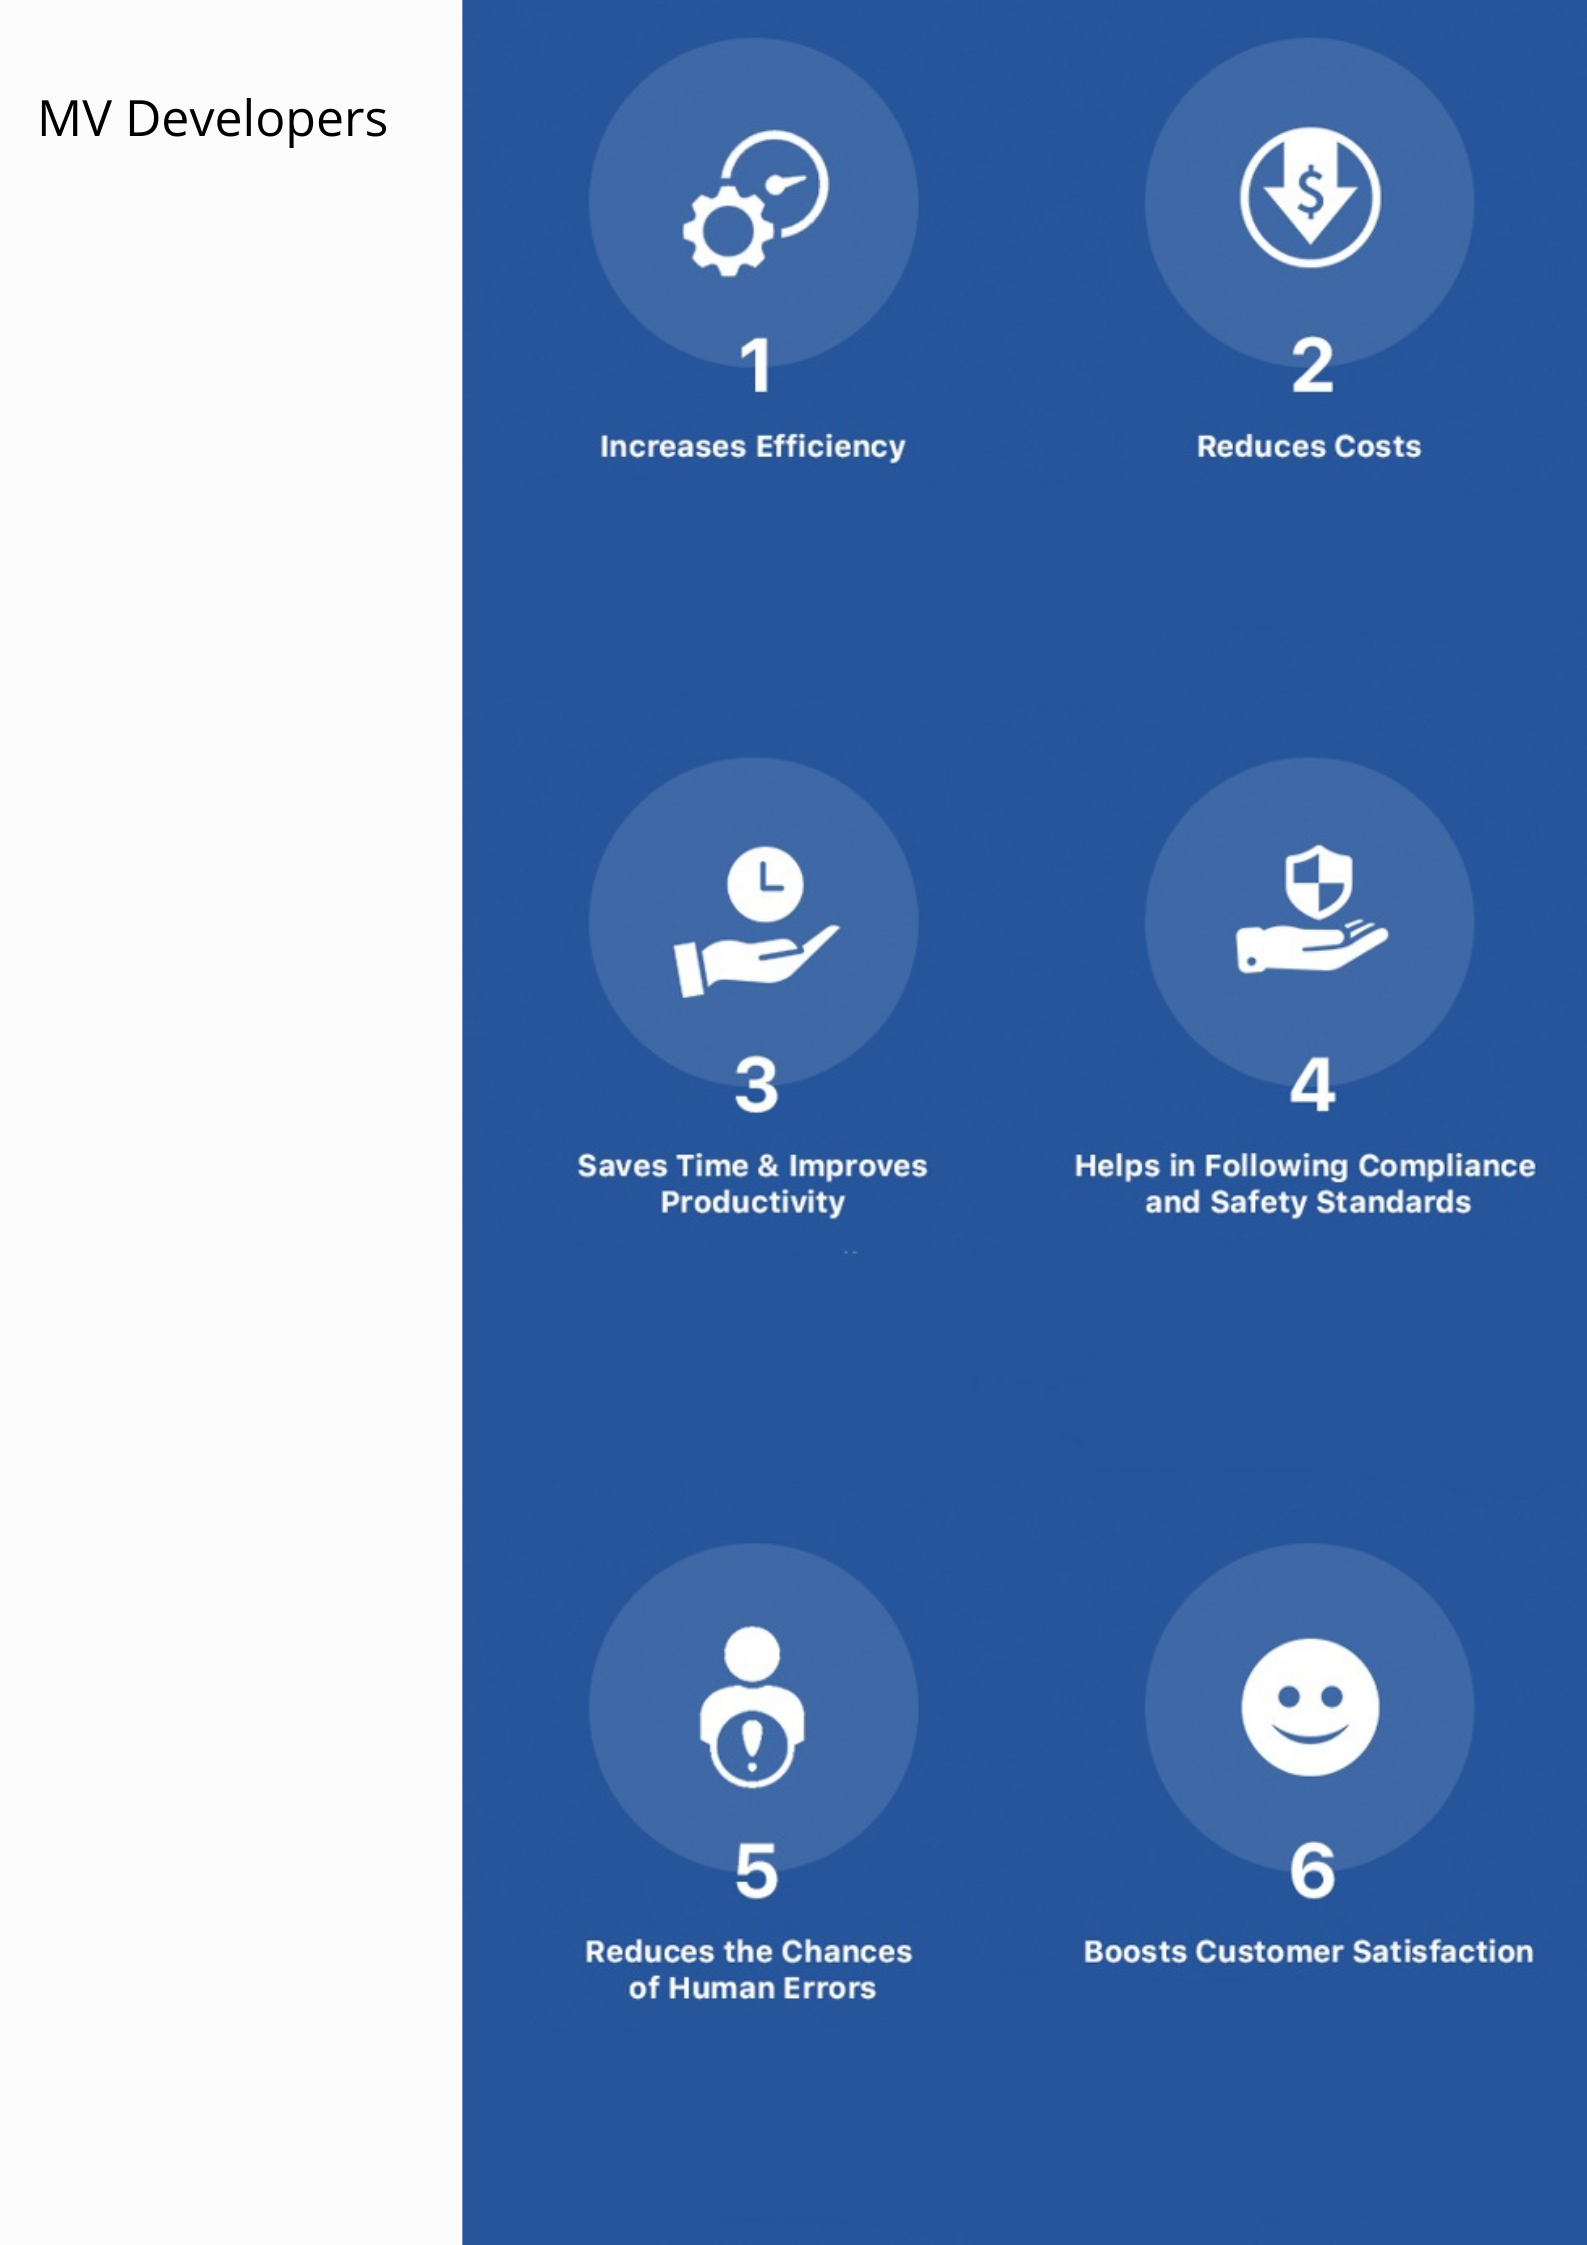 MV Developers
1
Increases Efficiency
2
$
Reduces Costs
3
Saves Time & Improves
Productivity
4
Helps in Following Compliance
and Safety Standards
5
Reduces the Chances
of Human Errors
6
Boosts Customer Satisfaction